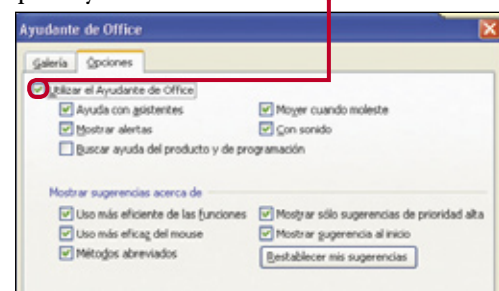 Ayudante de Office
Galería Opciones
Utilizar el Ayudante de Office
Ayuda con asistentes Mover cuando moleste
Mostrar alertas Con sonido
Buscar ayuda del producto y de programación
Mostrar sugerencias acerca de
Uso más eficiente de las funciones Mostrar sólo sugerencias de prioridad alta
Uso más eficaz del mouse Mostrar sugerencia al inicio
Métodos abreviados Restablecer mis sugerencias